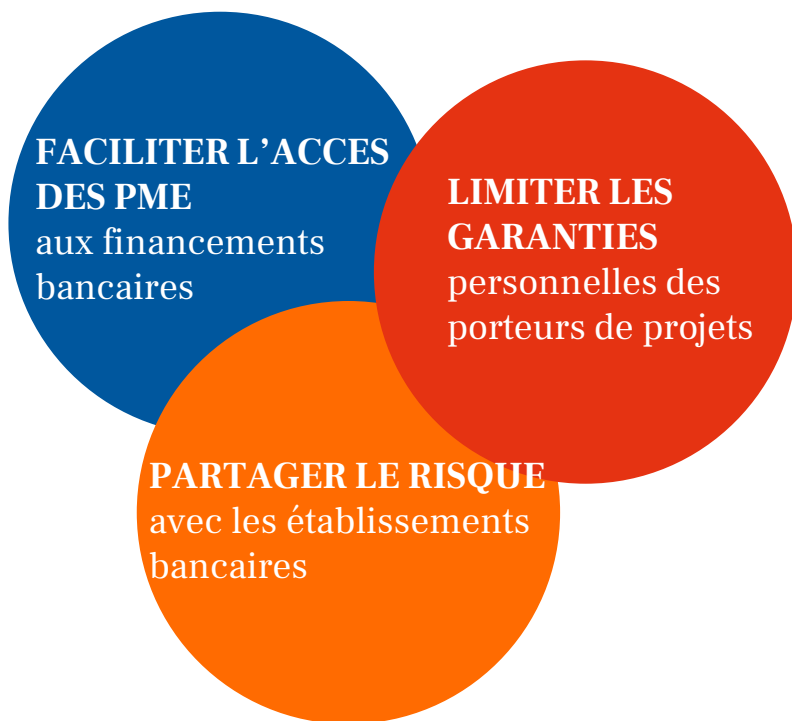 FACILITER L’ACCES
DES PME
aux financements
bancaires
LIMITER LES
GARANTIES
personnelles des
porteurs de projets
PARTAGER LE RISQUE
avec les établissements
bancaires